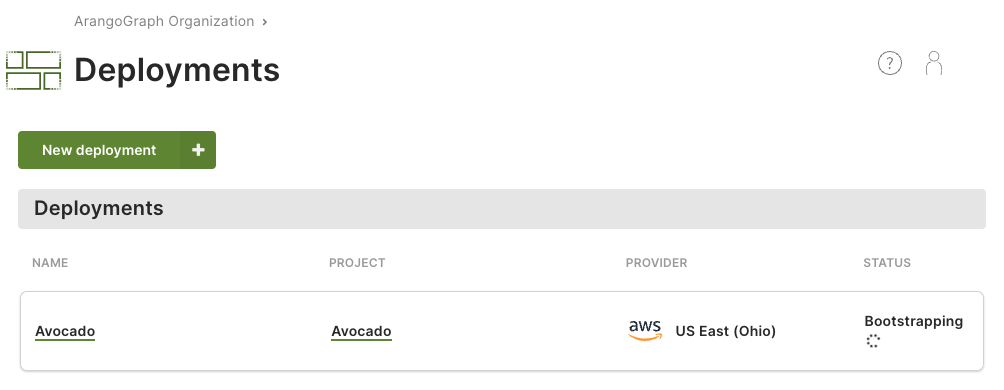 ArangoGraph Organization ›
Deployments
?
New deployment +
Deployments
NAME PROJECT PROVIDER STATUS
Avocado Avocado aws US East (Ohio) Bootstrapping